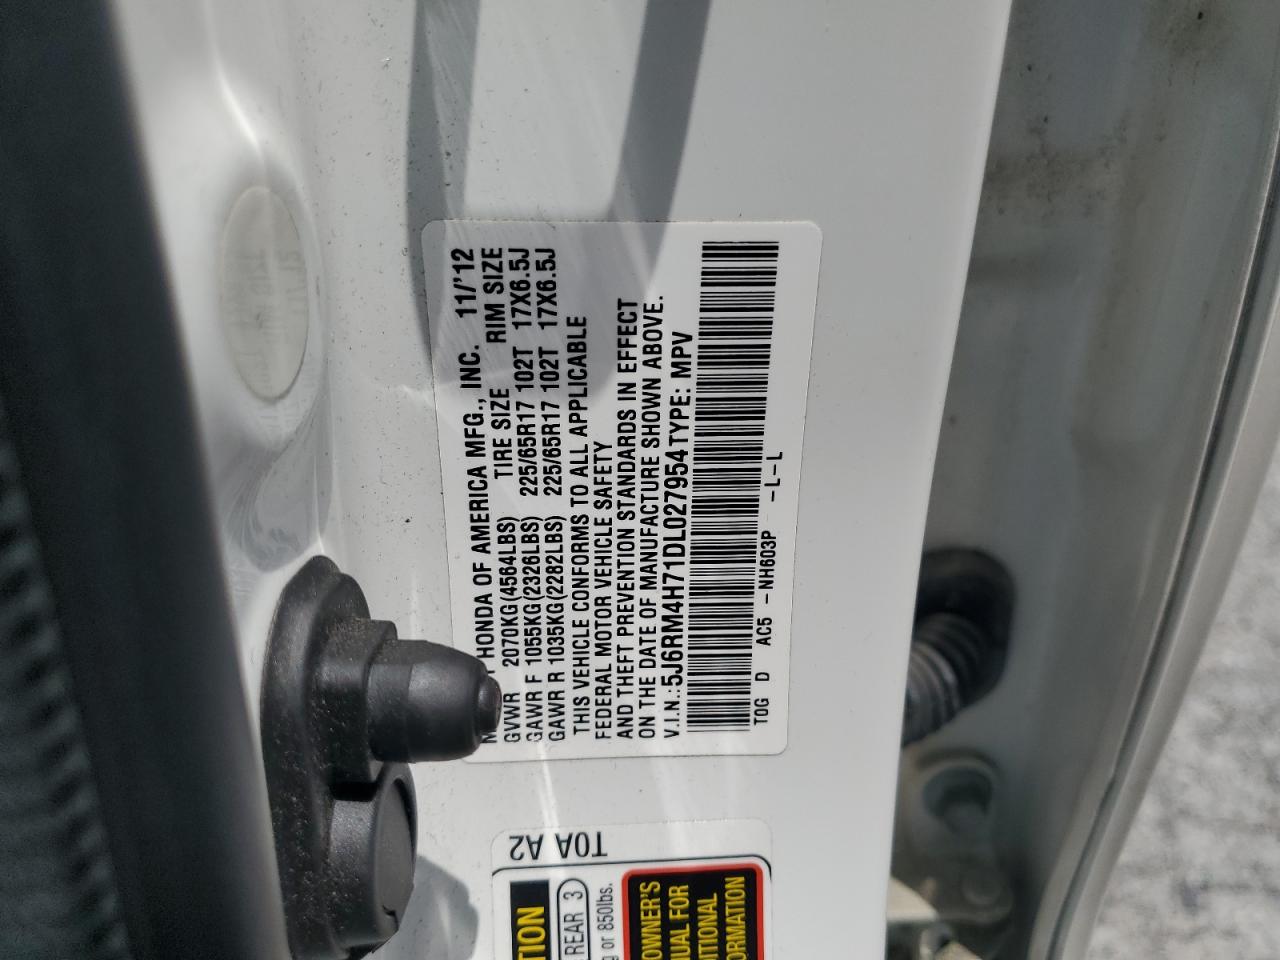 HONDA OF AMERICA MFG., INC. 11/'12
GVWR 2070KG(4564LBS) TIRE SIZE RIM SIZE
GAWR F 1055KG(2326LBS) 225/65R17 102T 17X6.5J
GAWR R 1035KG(2282LBS) 225/65R17 102T 17X6.5J
THIS VEHICLE CONFORMS TO ALL APPLICABLE
FEDERAL MOTOR VEHICLE SAFETY
AND THEFT PREVENTION STANDARDS IN EFFECT
ON THE DATE OF MANUFACTURE SHOWN ABOVE.
V.I.N.:5J6RM4H71DL027954 TYPE: MPV
TOG D AC5 -NH603P -L-L
T0A A2
TION
REAR 3
or 850lbs.
OWNER'S
UAL FOR
ITIONAL
ORMATION